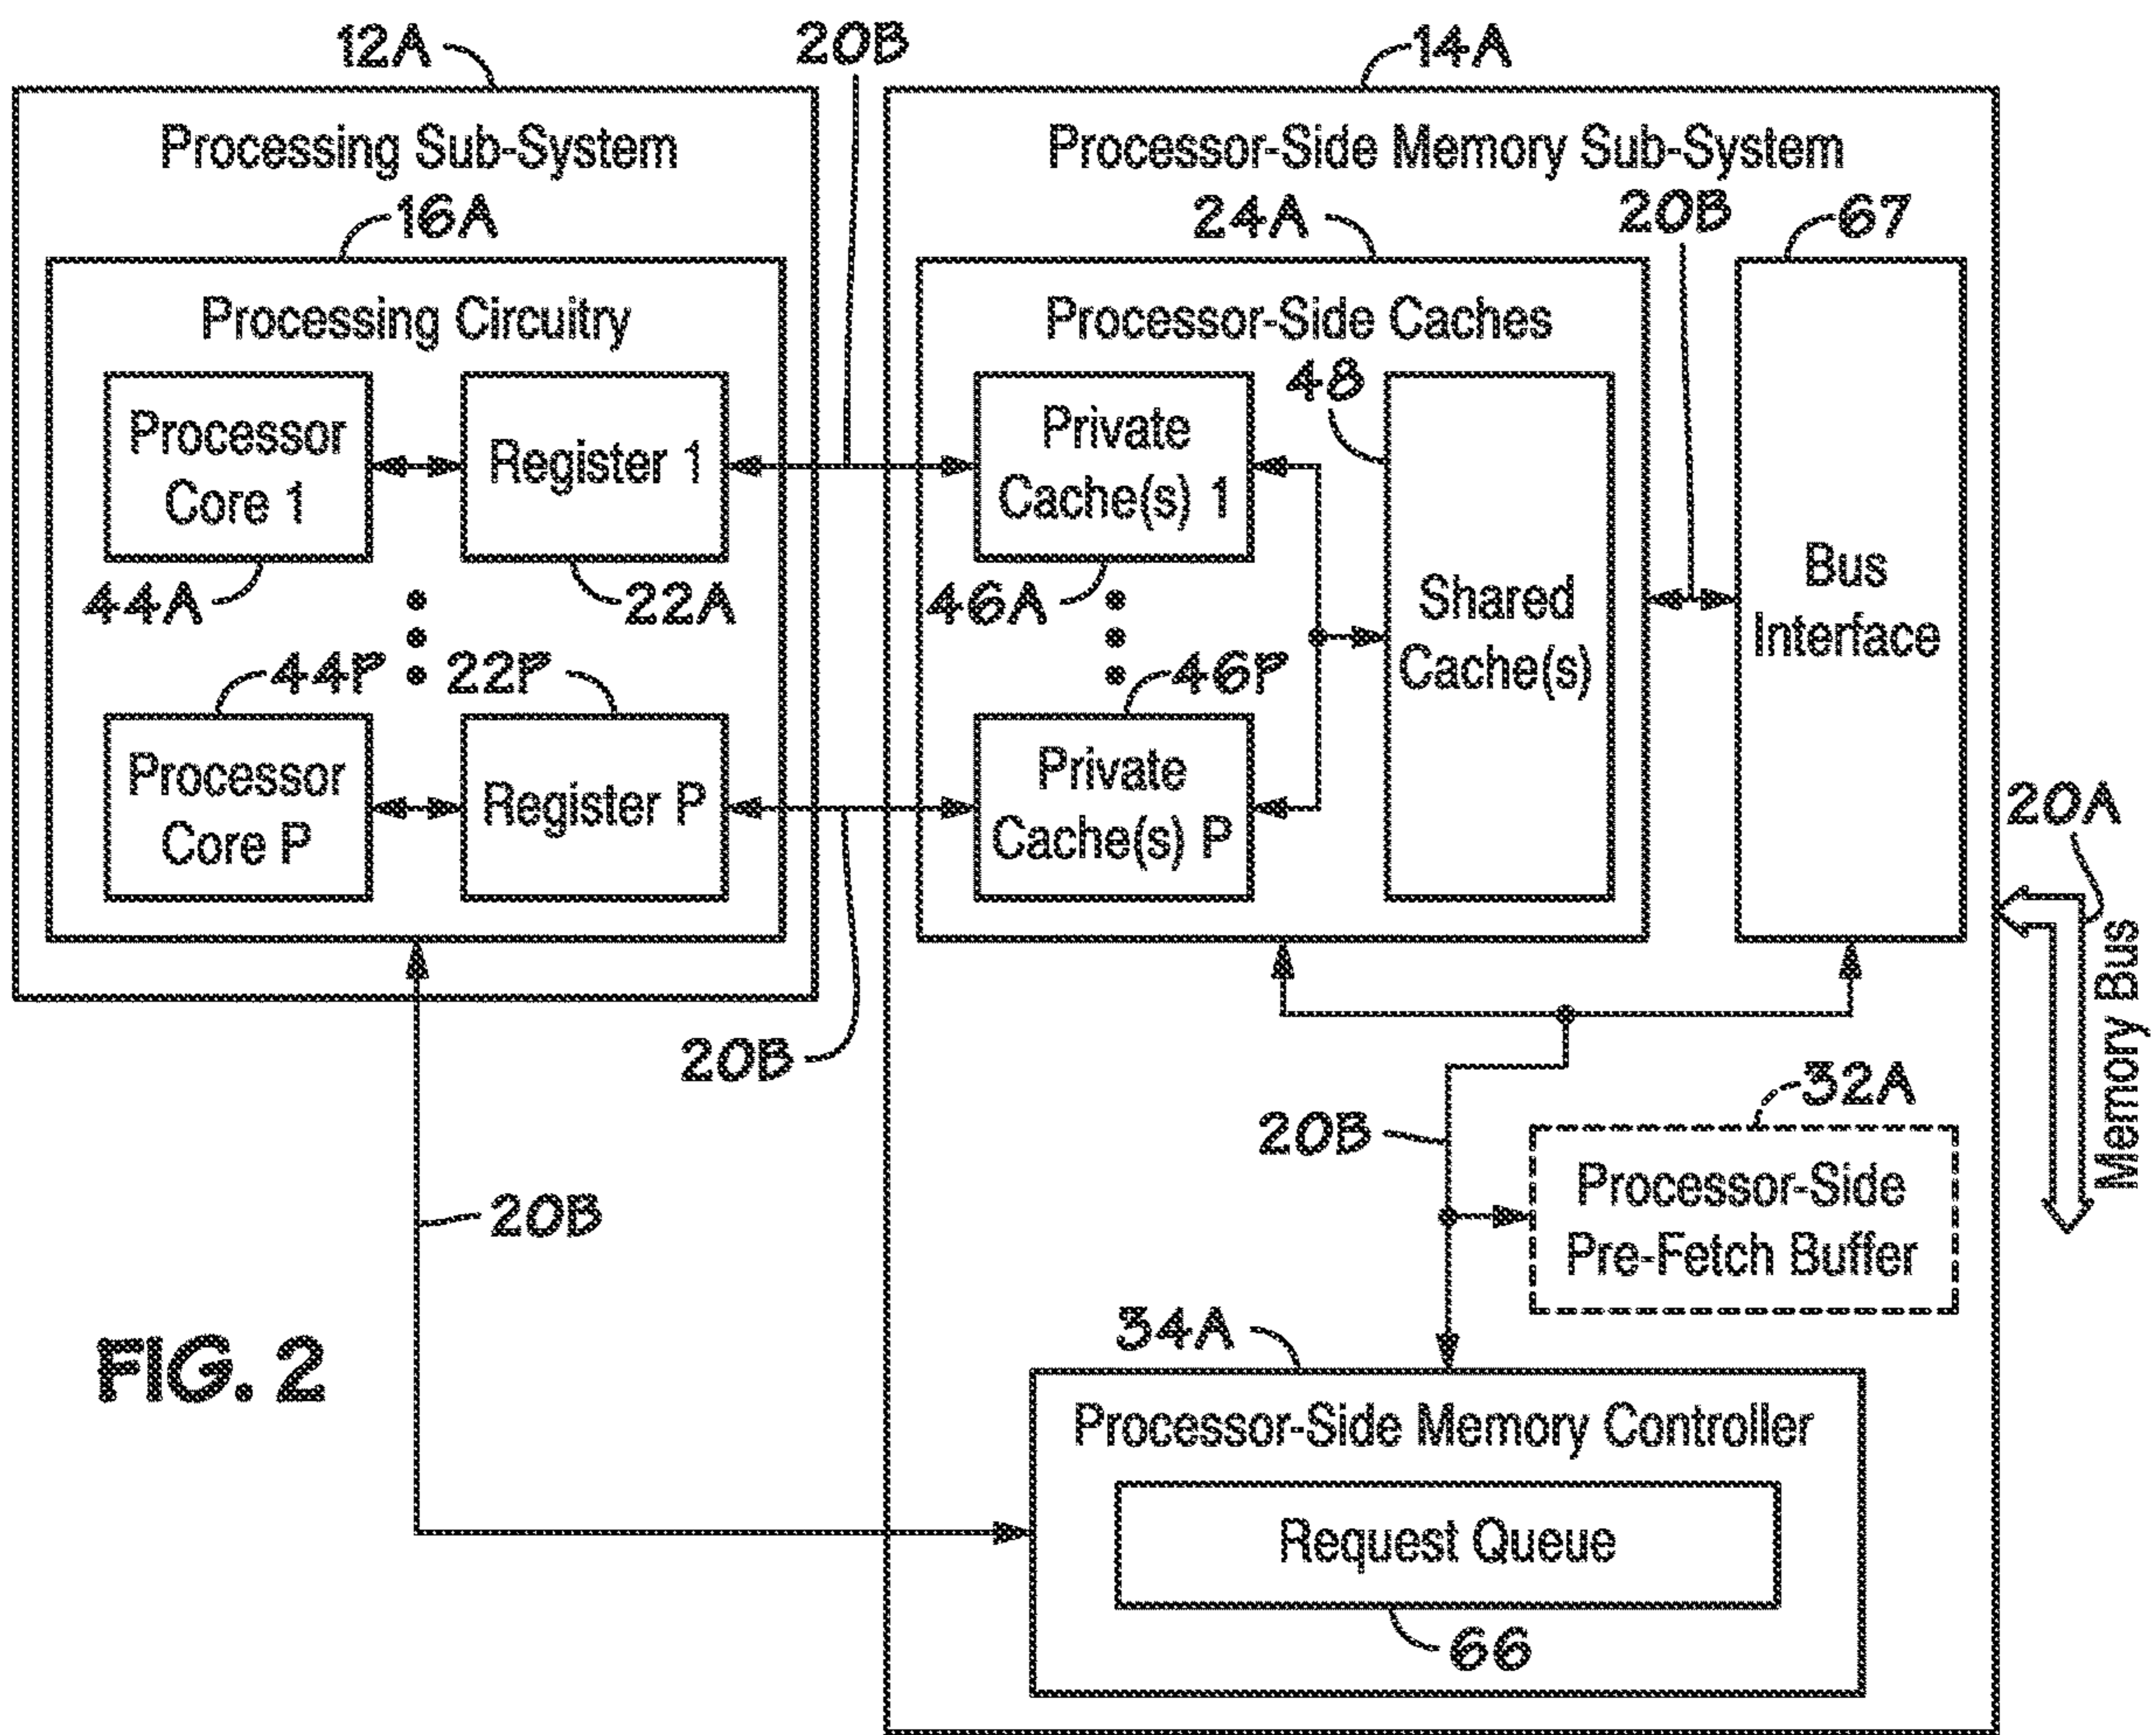 12A
20B
14A
Processing Sub-System
Processor-Side Memory Sub-System
16A
24A
20B
67
Processing Circuitry
Processor-Side Caches
48
Processor
Core 1
Register 1
Private
Cache(s) 1
Shared
Cache(s)
Bus
Interface
44A
22A
46A
44P
22P
46P
Processor
Core P
Register P
Private
Cache(s) P
20A
Memory Bus
20B
32A
20B
Processor-Side
Pre-Fetch Buffer
20B
34A
FIG. 2
Processor-Side Memory Controller
Request Queue
66